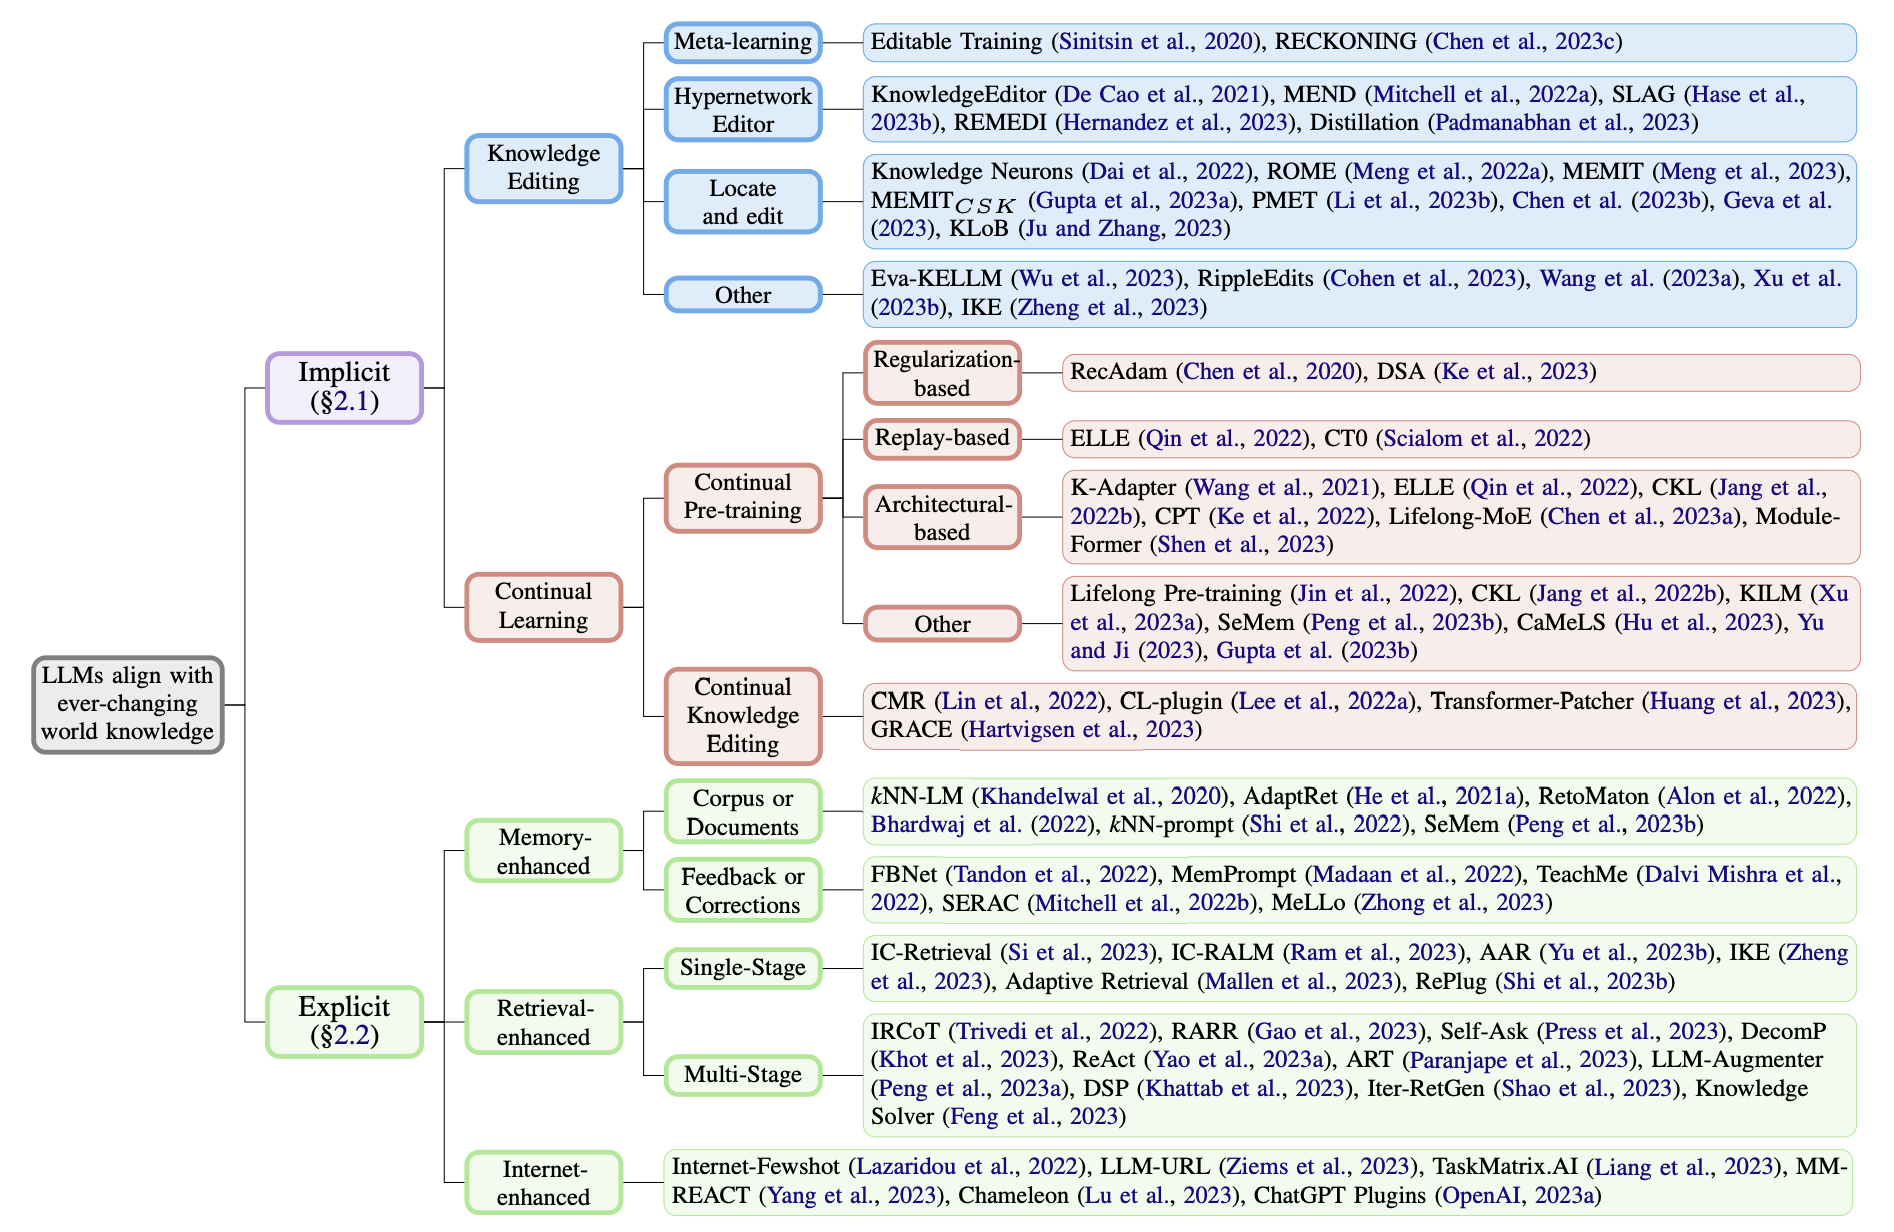 Meta-learning
Editable Training (Sinitsin et al., 2020), RECKONING (Chen et al., 2023c)
Hypernetwork
Editor
KnowledgeEditor (De Cao et al., 2021), MEND (Mitchell et al., 2022a), SLAG (Hase et al.,
2023b), REMEDI (Hernandez et al., 2023), Distillation (Padmanabhan et al., 2023)
Knowledge
Editing
Locate
and edit
Knowledge Neurons (Dai et al., 2022), ROME (Meng et al., 2022a), MEMIT (Meng et al., 2023),
MEMIT_CSK (Gupta et al., 2023a), PMET (Li et al., 2023b), Chen et al. (2023b), Geva et al.
(2023), KLoB (Ju and Zhang, 2023)
Other
Eva-KELLM (Wu et al., 2023), RippleEdits (Cohen et al., 2023), Wang et al. (2023a), Xu et al.
(2023b), IKE (Zheng et al., 2023)
Implicit
(§2.1)
Regularization-
based
RecAdam (Chen et al., 2020), DSA (Ke et al., 2023)
Replay-based
ELLE (Qin et al., 2022), CT0 (Scialom et al., 2022)
Continual
Pre-training
Architectural-
based
K-Adapter (Wang et al., 2021), ELLE (Qin et al., 2022), CKL (Jang et al.,
2022b), CPT (Ke et al., 2022), Lifelong-MoE (Chen et al., 2023a), Module-
Former (Shen et al., 2023)
Continual
Learning
Other
Lifelong Pre-training (Jin et al., 2022), CKL (Jang et al., 2022b), KILM (Xu
et al., 2023a), SeMem (Peng et al., 2023b), CaMeLS (Hu et al., 2023), Yu
and Ji (2023), Gupta et al. (2023b)
Continual
Knowledge
Editing
CMR (Lin et al., 2022), CL-plugin (Lee et al., 2022a), Transformer-Patcher (Huang et al., 2023),
GRACE (Hartvigsen et al., 2023)
LLMs align with
ever-changing
world knowledge
Corpus or
Documents
kNN-LM (Khandelwal et al., 2020), AdaptRet (He et al., 2021a), RetoMaton (Alon et al., 2022),
Bhardwaj et al. (2022), kNN-prompt (Shi et al., 2022), SeMem (Peng et al., 2023b)
Memory-
enhanced
Feedback or
Corrections
FBNet (Tandon et al., 2022), MemPrompt (Madaan et al., 2022), TeachMe (Dalvi Mishra et al.,
2022), SERAC (Mitchell et al., 2022b), MeLLo (Zhong et al., 2023)
Single-Stage
IC-Retrieval (Si et al., 2023), IC-RALM (Ram et al., 2023), AAR (Yu et al., 2023b), IKE (Zheng
et al., 2023), Adaptive Retrieval (Mallen et al., 2023), RePlug (Shi et al., 2023b)
Explicit
(§2.2)
Retrieval-
enhanced
Multi-Stage
IRCoT (Trivedi et al., 2022), RARR (Gao et al., 2023), Self-Ask (Press et al., 2023), DecomP
(Khot et al., 2023), ReAct (Yao et al., 2023a), ART (Paranjape et al., 2023), LLM-Augmenter
(Peng et al., 2023a), DSP (Khattab et al., 2023), Iter-RetGen (Shao et al., 2023), Knowledge
Solver (Feng et al., 2023)
Internet-
enhanced
Internet-Fewshot (Lazaridou et al., 2022), LLM-URL (Ziems et al., 2023), TaskMatrix.AI (Liang et al., 2023), MM-
REACT (Yang et al., 2023), Chameleon (Lu et al., 2023), ChatGPT Plugins (OpenAI, 2023a)